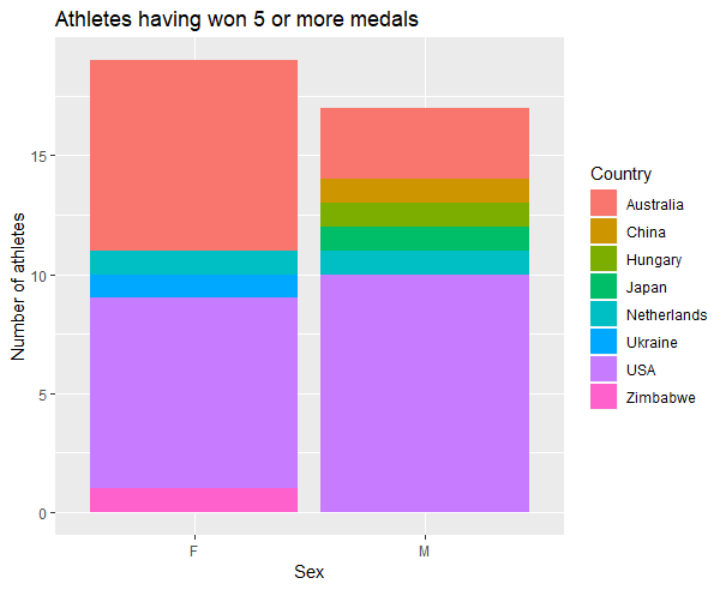 Athletes having won 5 or more medals
Number of athletes
15
10
5
0
F
M
Sex
Country
Australia
China
Hungary
Japan
Netherlands
Ukraine
USA
Zimbabwe